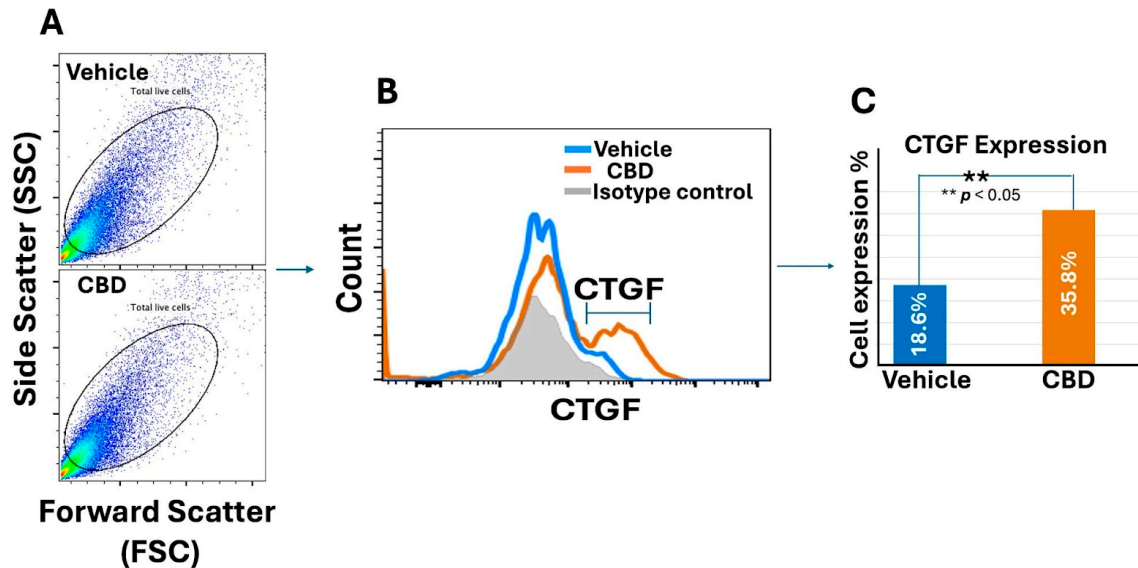 A
Vehicle
Total live cells
CBD
Total live cells
Side Scatter (SSC)
Forward Scatter
(FSC)
B
Vehicle
CBD
Isotype control
CTGF
Count
CTGF
C
CTGF Expression
**
** p < 0.05
Cell expression %
18.6%
35.8%
Vehicle
CBD